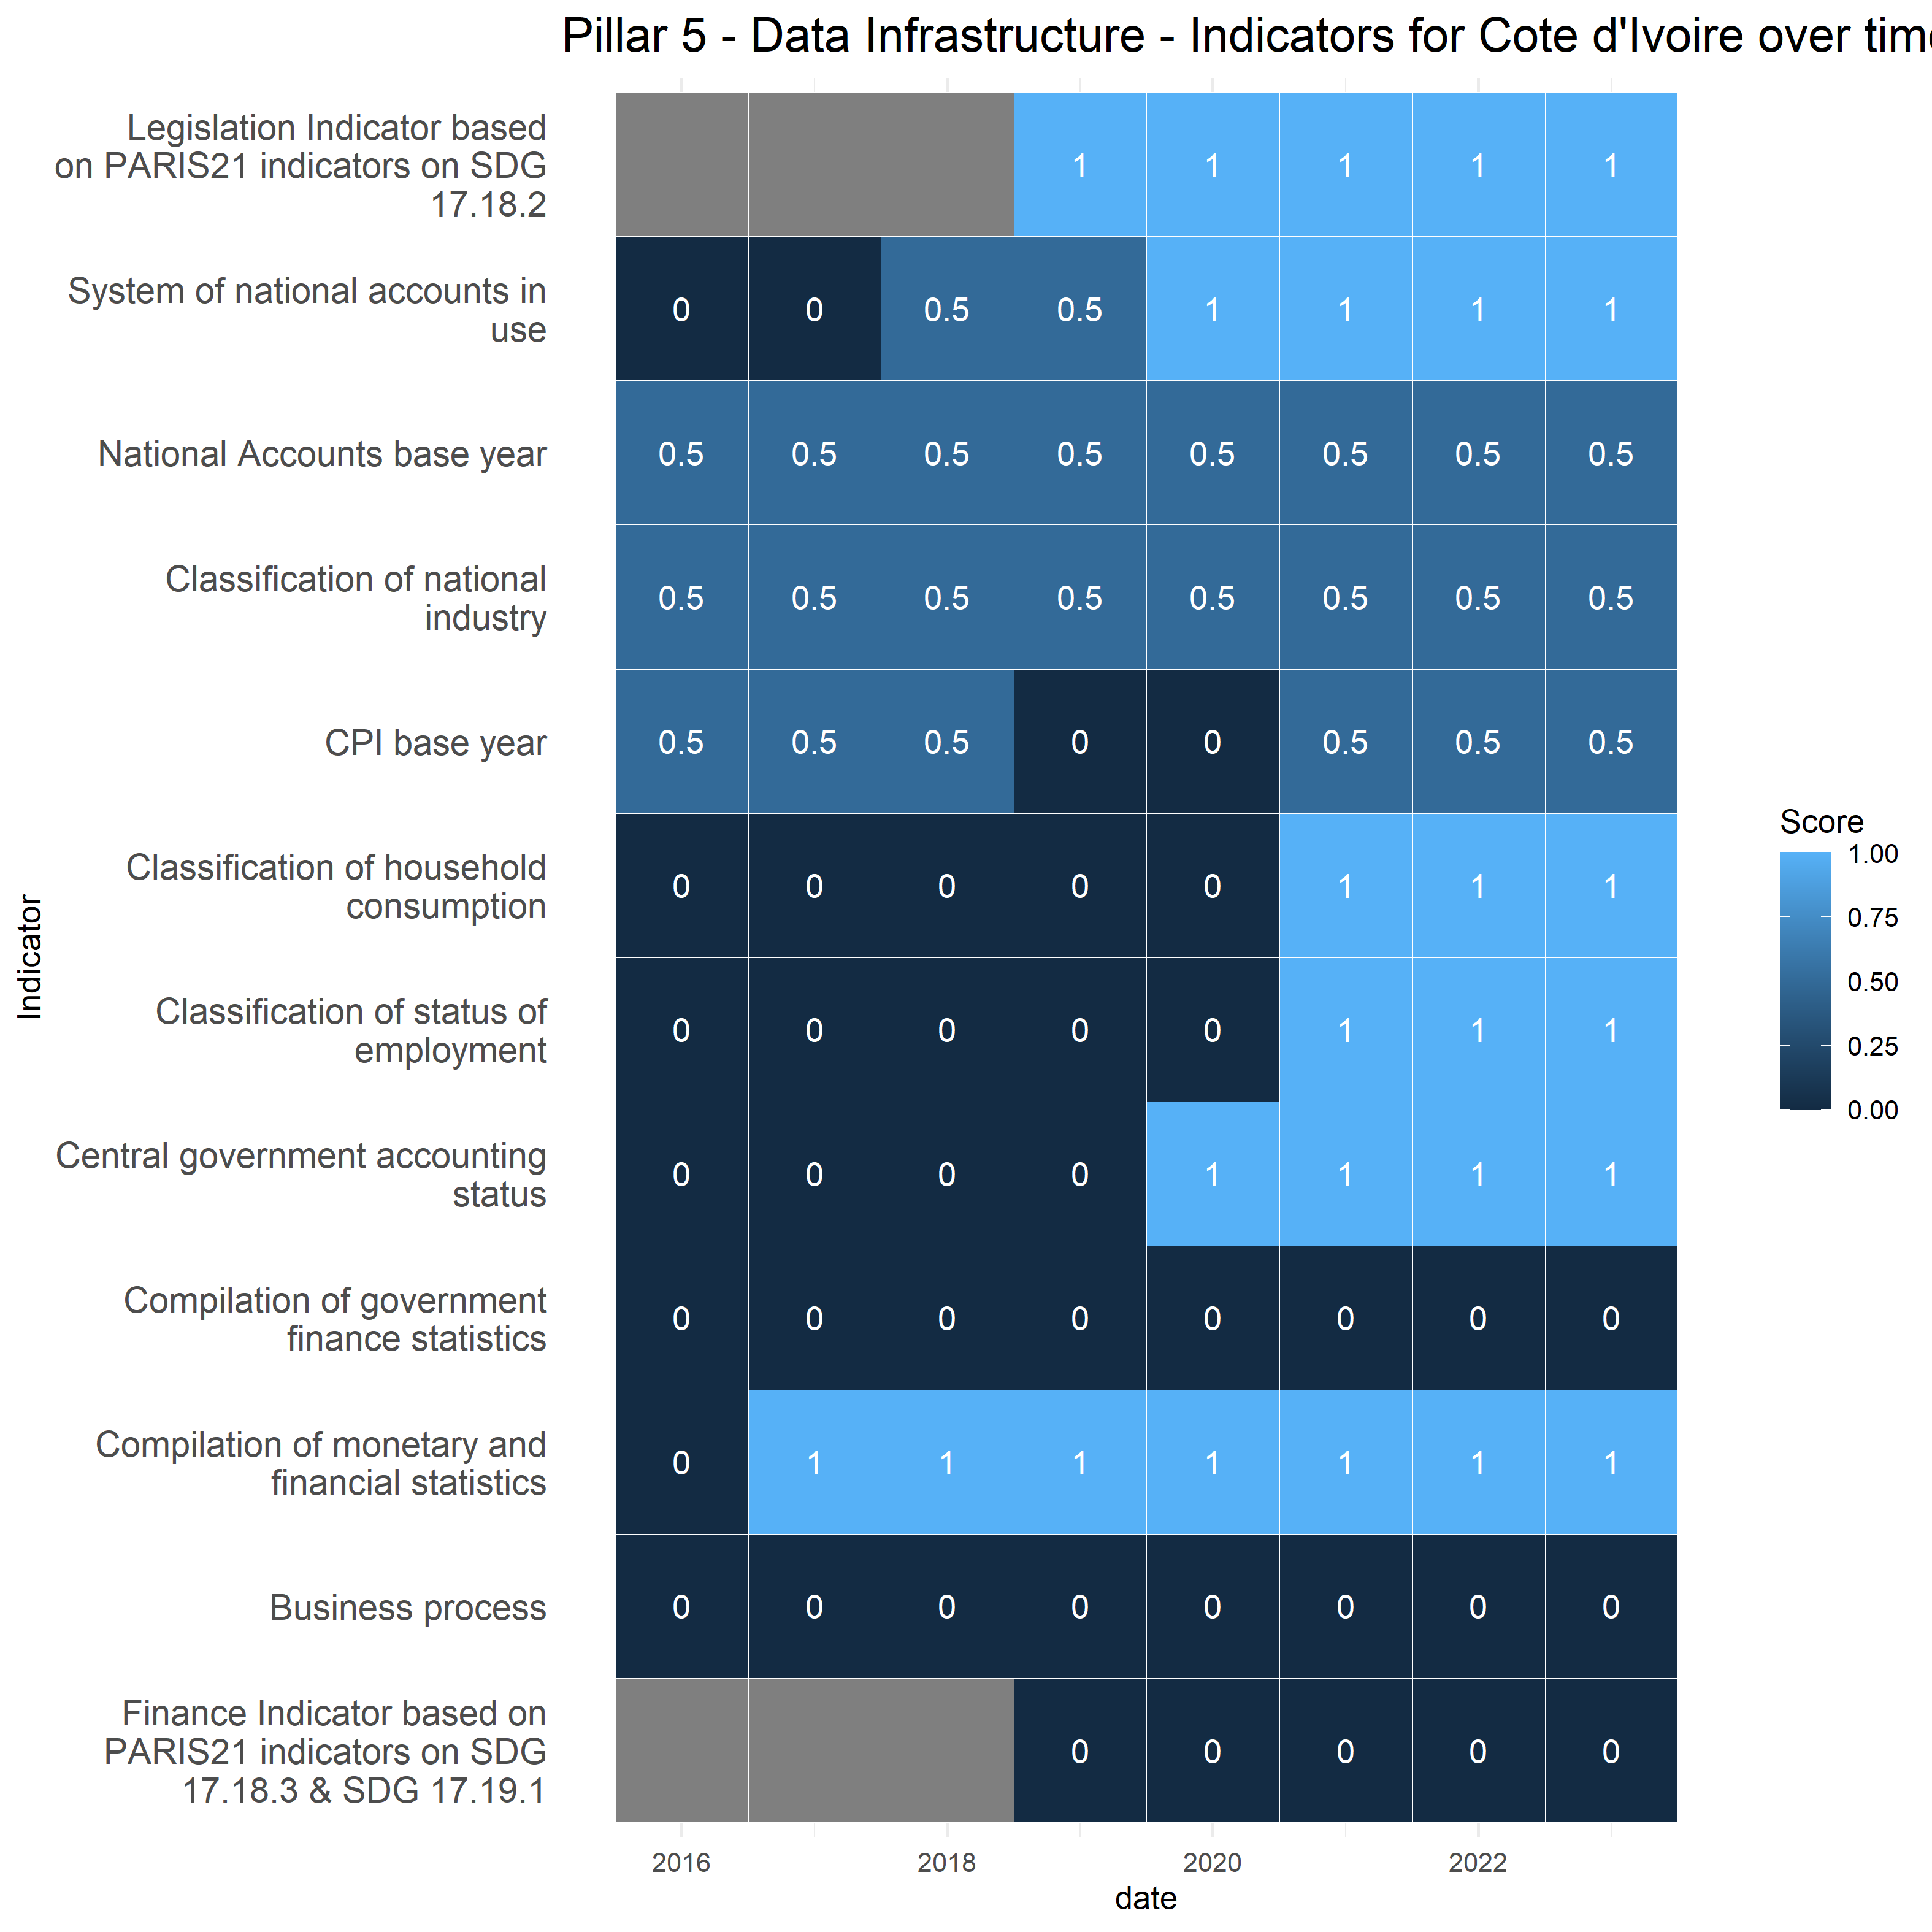 Pillar 5 - Data Infrastructure - Indicators for Cote d'Ivoire over time
Legislation Indicator based
on PARIS21 indicators on SDG
17.18.2
1 1 1 1 1
System of national accounts in
use
0 0 0.5 0.5 1 1 1 1
National Accounts base year
0.5 0.5 0.5 0.5 0.5 0.5 0.5 0.5
Classification of national
industry
0.5 0.5 0.5 0.5 0.5 0.5 0.5 0.5
CPI base year
0.5 0.5 0.5 0 0 0.5 0.5 0.5
Classification of household
consumption
0 0 0 0 0 1 1 1
Classification of status of
employment
0 0 0 0 0 1 1 1
Central government accounting
status
0 0 0 0 1 1 1 1
Compilation of government
finance statistics
0 0 0 0 0 0 0 0
Compilation of monetary and
financial statistics
0 1 1 1 1 1 1 1
Business process
0 0 0 0 0 0 0 0
Finance Indicator based on
PARIS21 indicators on SDG
17.18.3 & SDG 17.19.1
0 0 0 0 0
2016 2018 2020 2022
date
Indicator
Score
1.00
0.75
0.50
0.25
0.00